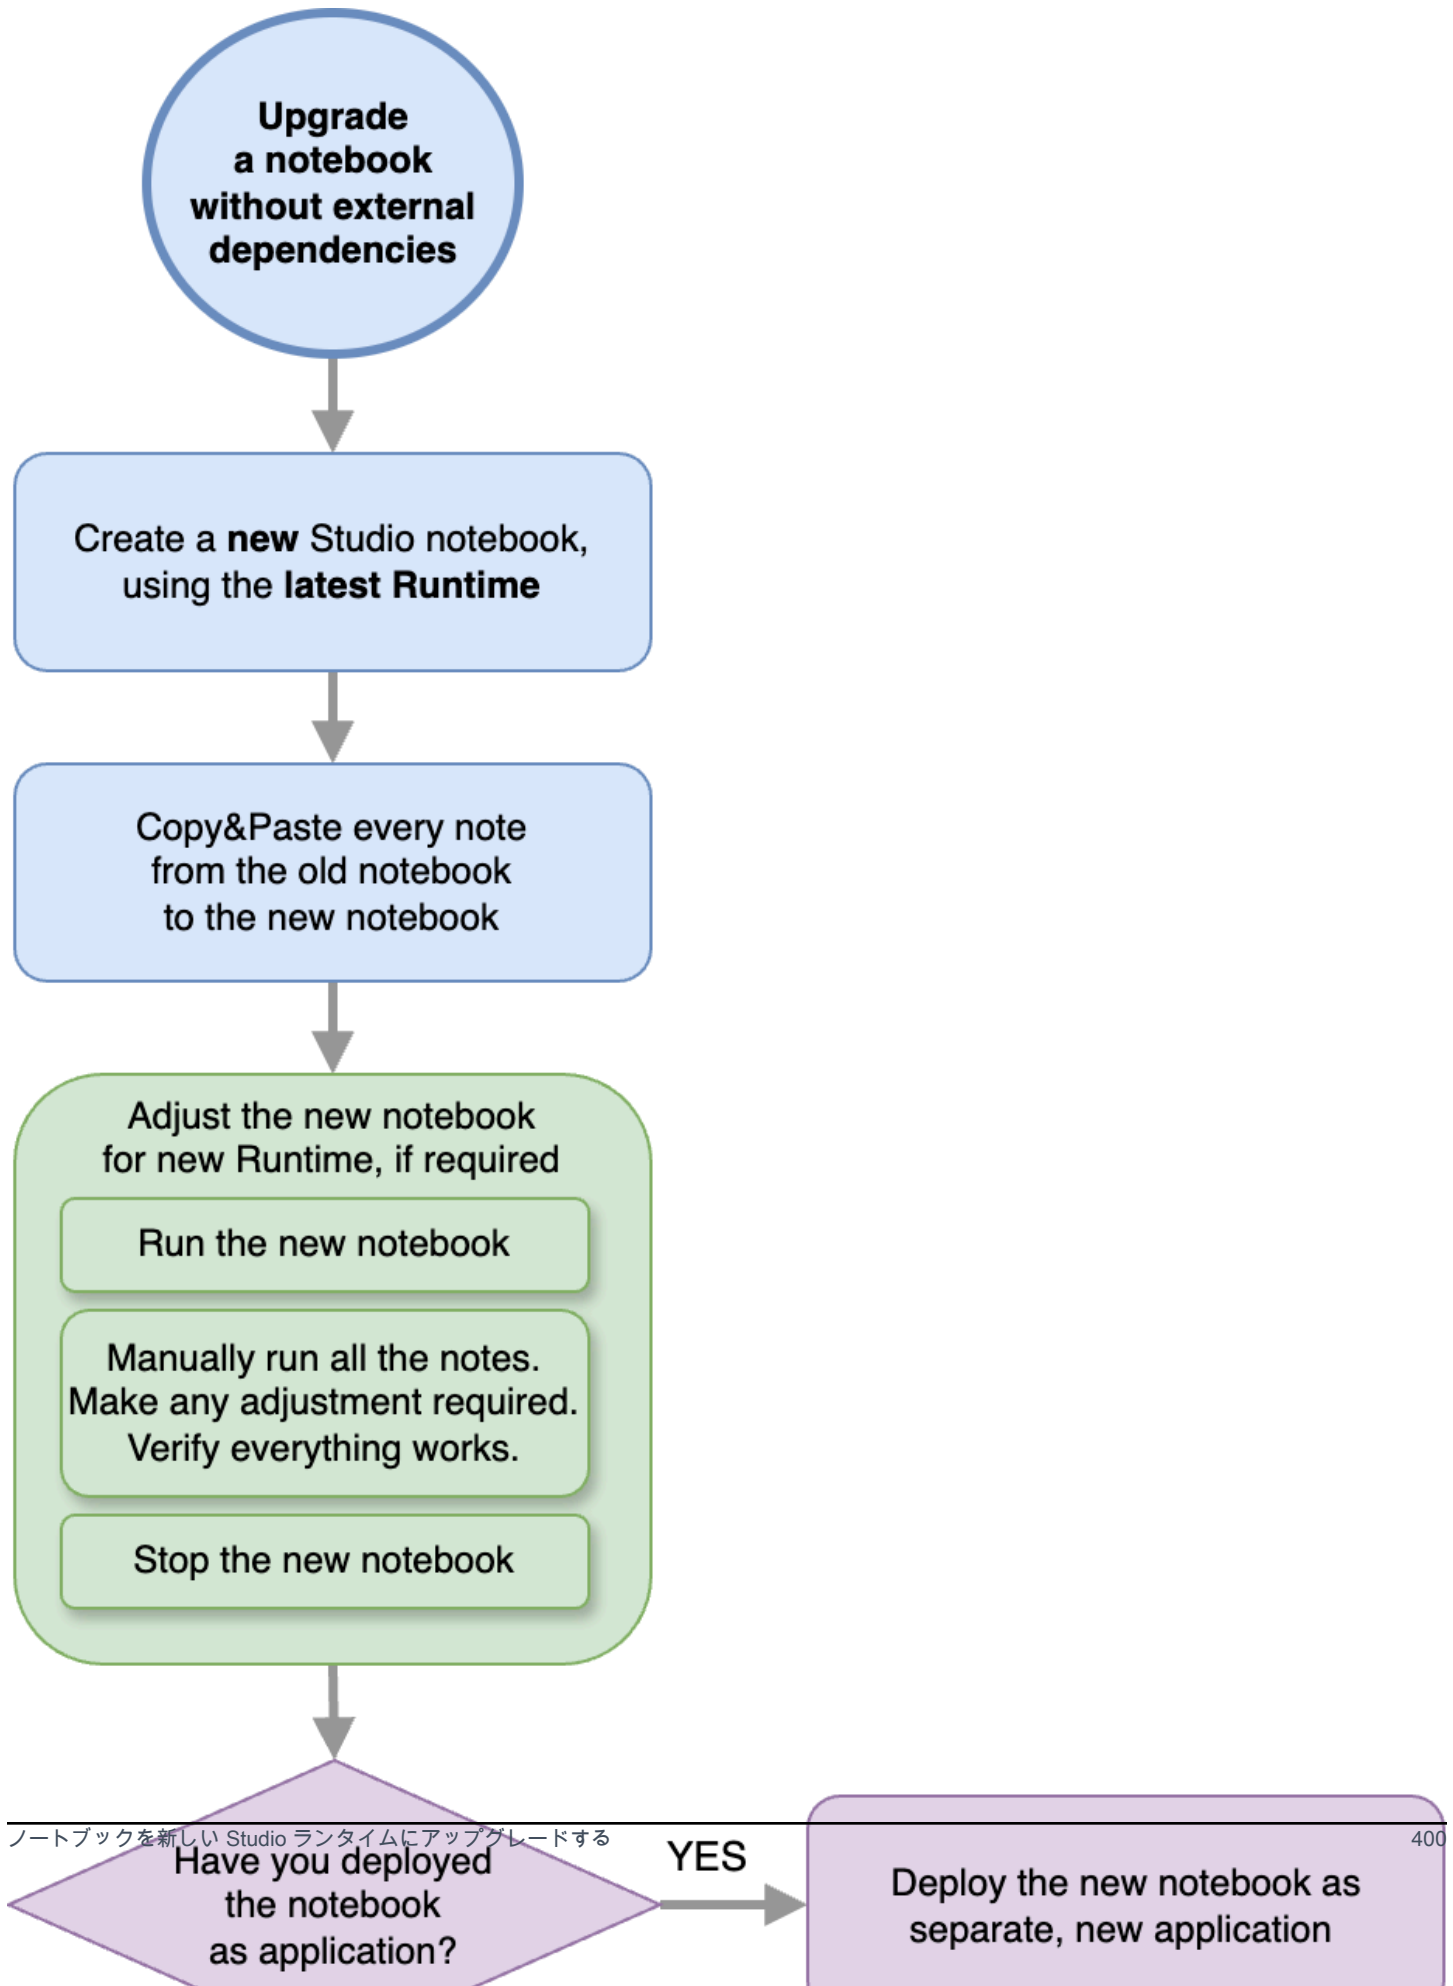 Upgrade
a notebook
without external
dependencies
Create a new Studio notebook,
using the latest Runtime
Copy&Paste every note
from the old notebook
to the new notebook
Adjust the new notebook
for new Runtime, if required
Run the new notebook
Manually run all the notes.
Make any adjustment required.
Verify everything works.
Stop the new notebook
ノートブックを新しい Studio ランタイムにアップグレードする
400
Have you deployed
the notebook
as application?
YES
Deploy the new notebook as
separate, new application